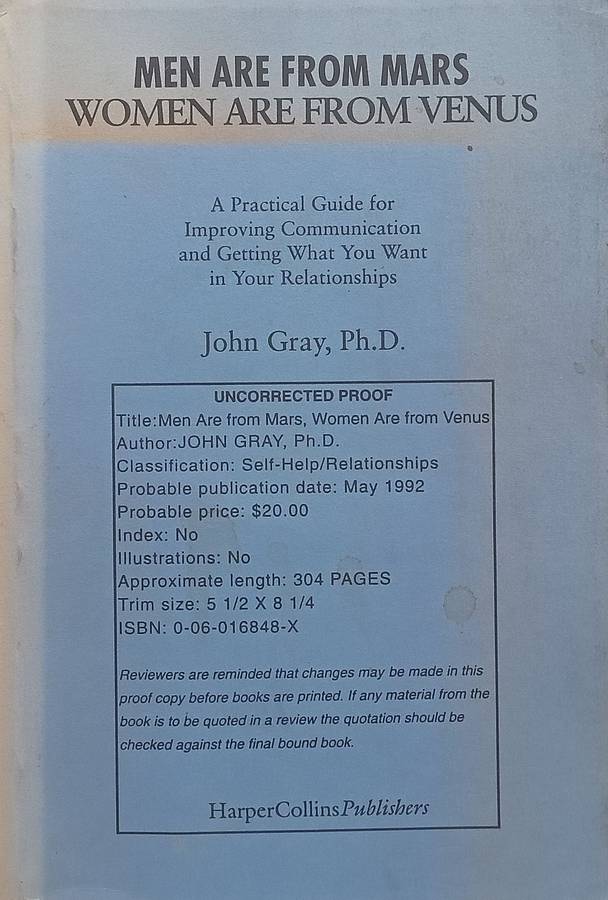 MEN ARE FROM MARS
WOMEN ARE FROM VENUS
A Practical Guide for
Improving Communication
and Getting What You Want
in Your Relationships
John Gray, Ph.D.
UNCORRECTED PROOF
Title:Men Are from Mars, Women Are from Venus
Author:JOHN GRAY, Ph.D.
Classification: Self-Help/Relationships
Probable publication date: May 1992
Probable price: $20.00
Index: No
Illustrations: No
Approximate length: 304 PAGES
Trim size: 5 1/2 X 8 1/4
ISBN: 0-06-016848-X
Reviewers are reminded that changes may be made in this
proof copy before books are printed. If any material from the
book is to be quoted in a review the quotation should be
checked against the final bound book.
HarperCollinsPublishers